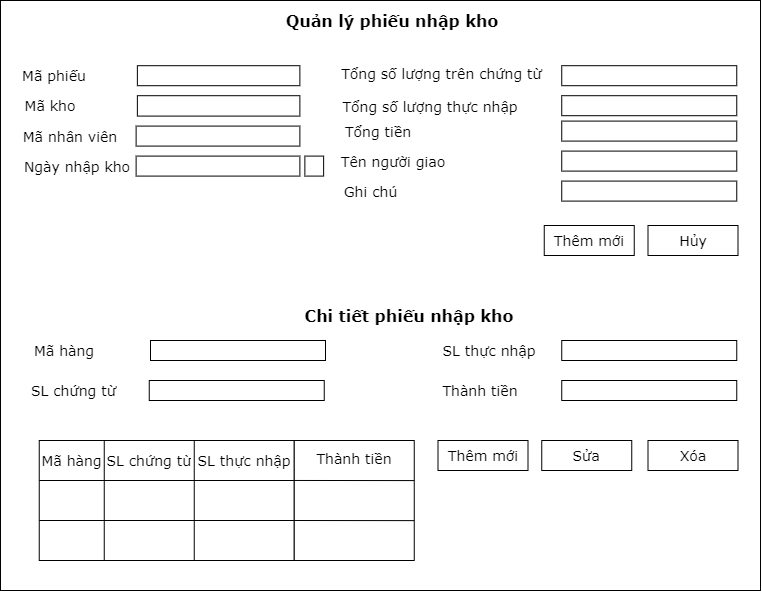 Quản lý phiếu nhập kho
Mã phiếu
Mã kho
Mã nhân viên
Ngày nhập kho
Tổng số lượng trên chứng từ
Tổng số lượng thực nhập
Tổng tiền
Tên người giao
Ghi chú
Thêm mới Hủy
Chi tiết phiếu nhập kho
Mã hàng SL thực nhập
SL chứng từ Thành tiền
Mã hàng SL chứng từ SL thực nhập Thành tiền
Thêm mới Sửa Xóa